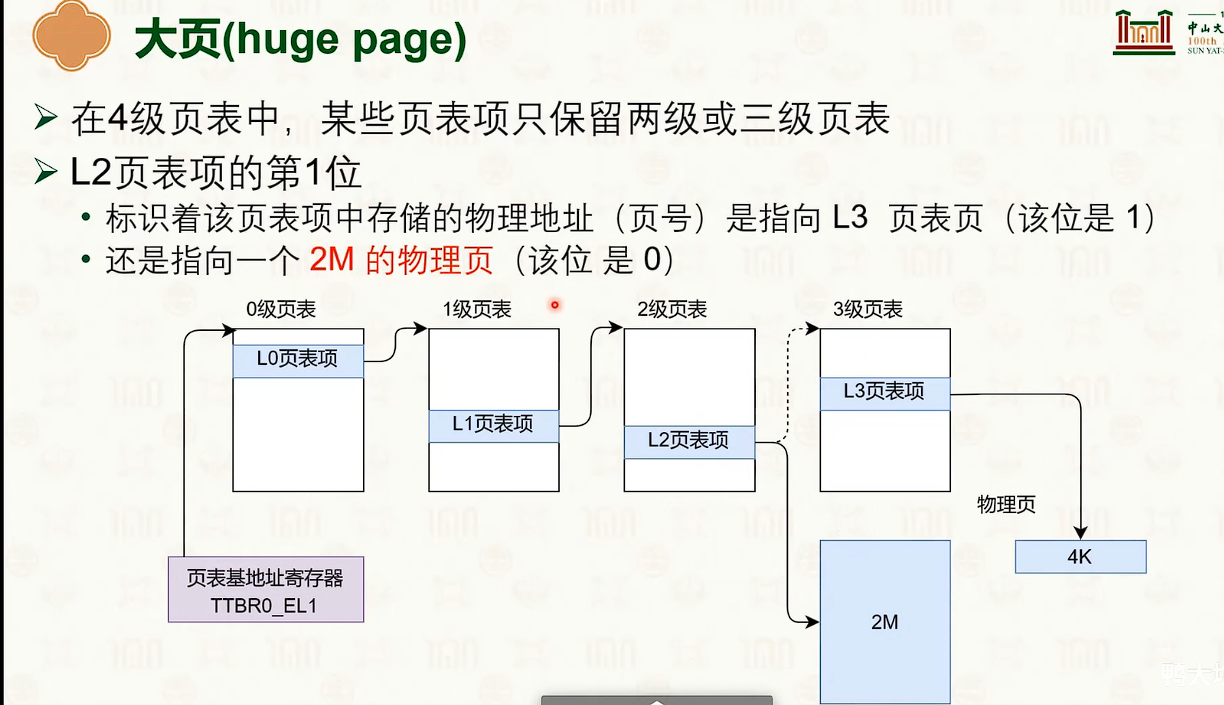 大页(huge page)
中山大
100th
SUN YAT-
在4级页表中，某些页表项只保留两级或三级页表
L2页表项的第1位
标识着该页表项中存储的物理地址（页号）是指向 L3 页表页（该位是 1）
还是指向一个 2M 的物理页（该位 是 0）
0级页表
1级页表
2级页表
3级页表
L0页表项
L1页表项
L2页表项
L3页表项
物理页
4K
页表基地址寄存器
TTBR0_EL1
2M